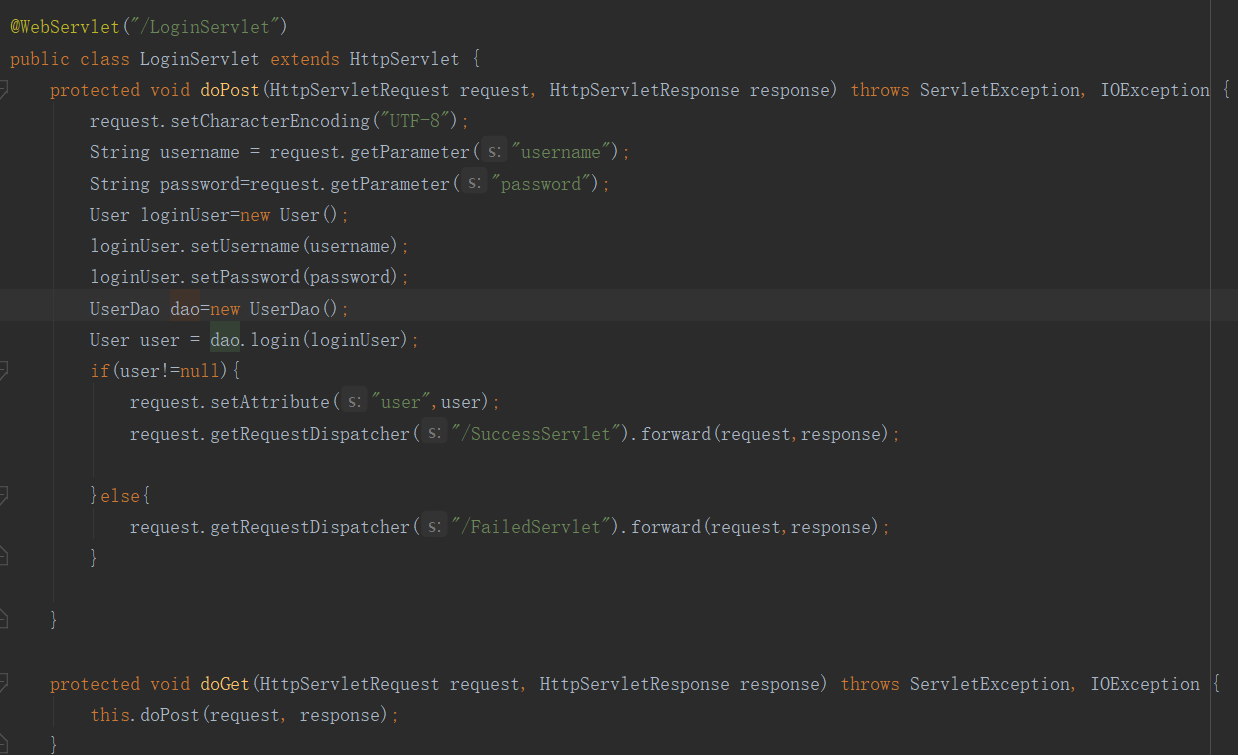 @WebServlet("/LoginServlet")
public class LoginServlet extends HttpServlet {
    protected void doPost(HttpServletRequest request, HttpServletResponse response) throws ServletException, IOException {
        request.setCharacterEncoding("UTF-8");
        String username = request.getParameter( s: "username");
        String password=request.getParameter( s: "password");
        User loginUser=new User();
        loginUser.setUsername(username);
        loginUser.setPassword(password);
        UserDao dao=new UserDao();
        User user = dao.login(loginUser);
        if(user!=null){
            request.setAttribute( s: "user",user);
            request.getRequestDispatcher( s: "/SuccessServlet").forward(request,response);
        }else{
            request.getRequestDispatcher( s: "/FailedServlet").forward(request,response);
        }
    }
    protected void doGet(HttpServletRequest request, HttpServletResponse response) throws ServletException, IOException {
        this.doPost(request, response);
    }